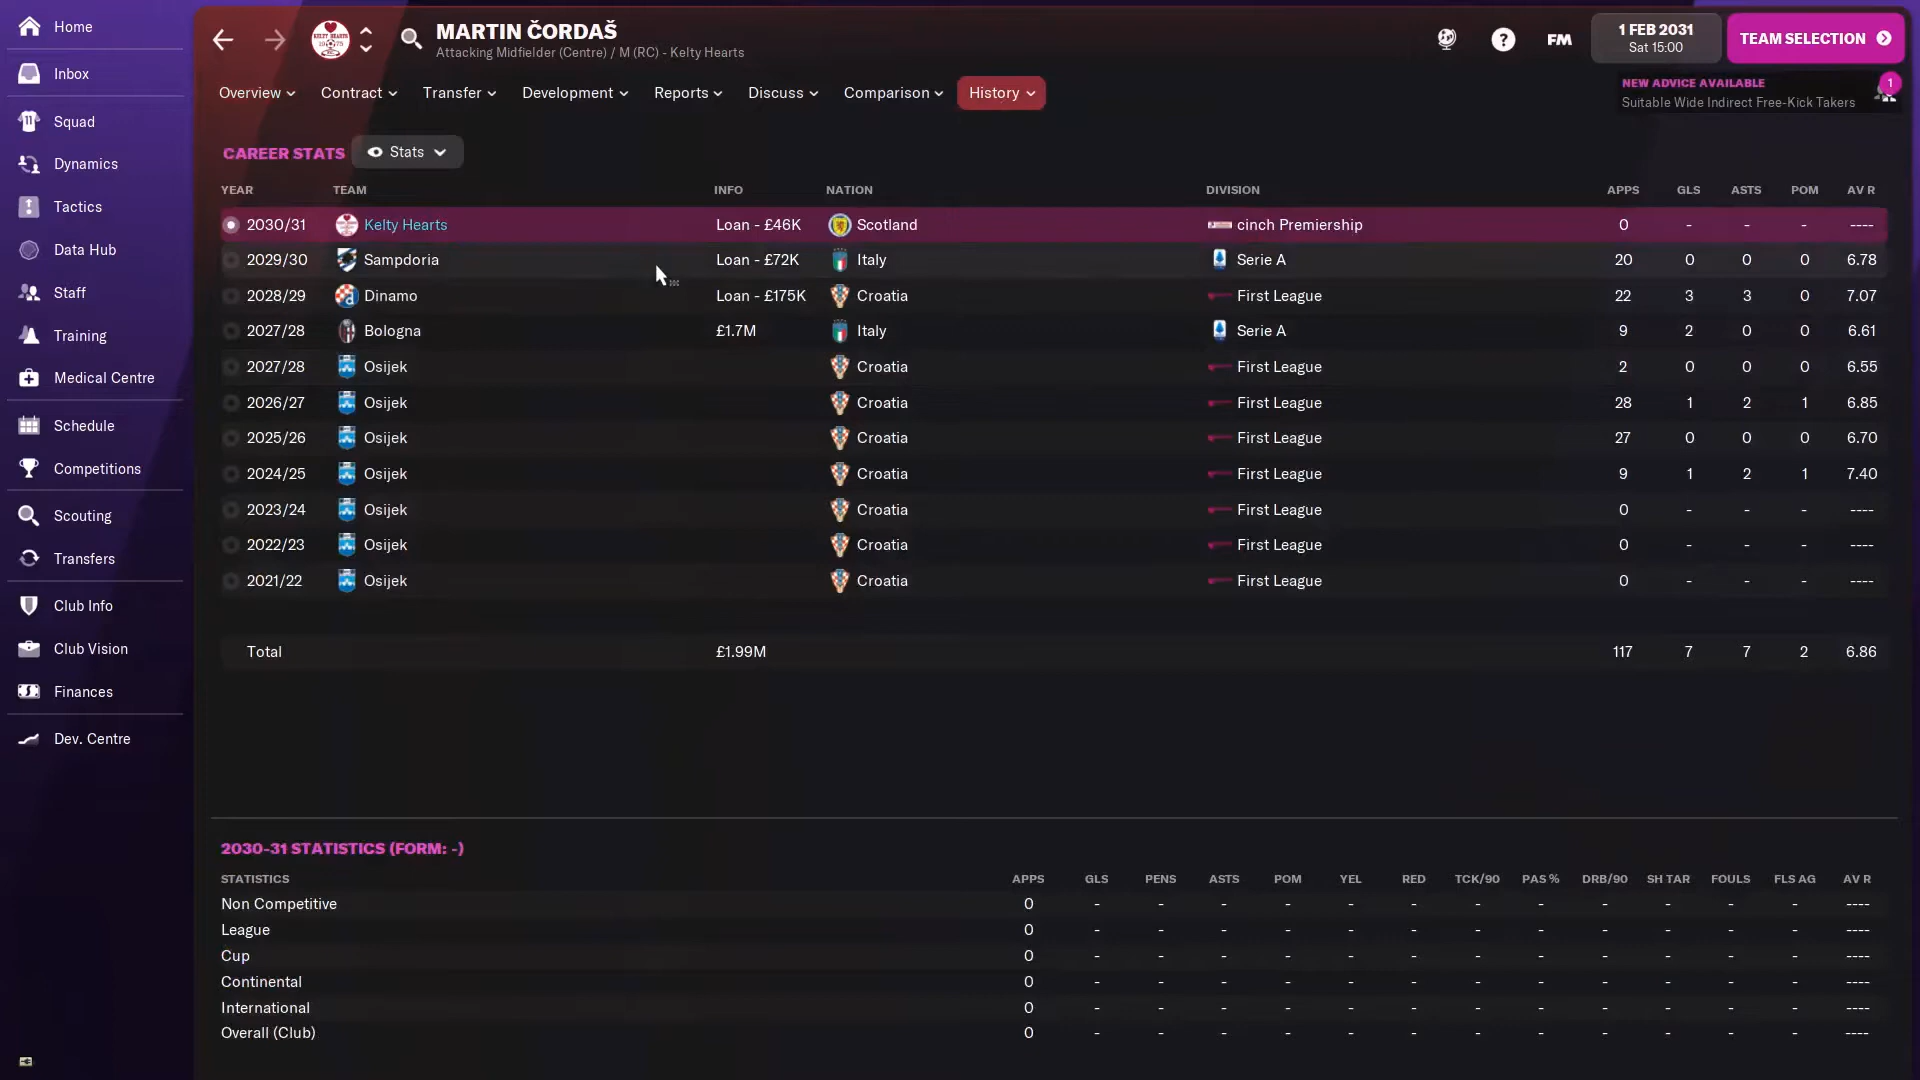 Home
Inbox
Squad
Dynamics
Tactics
Data Hub
Staff
Training
Medical Centre
Schedule
Competitions
Scouting
Transfers
Club Info
Club Vision
Finances
Dev. Centre
MARTIN ČORDAŠ
Attacking Midfielder (Centre) / M (RC) - Kelty Hearts
FM
1 FEB 2031
Sat 15:00
TEAM SELECTION
NEW ADVICE AVAILABLE
1
Suitable Wide Indirect Free-Kick Takers
Overview Contract Transfer Development Reports Discuss Comparison History
CAREER STATS Stats
YEAR TEAM INFO NATION DIVISION APPS GLS ASTS POM AV R
2030/31 Kelty Hearts Loan - £46K Scotland cinch Premiership 0 - - - ----
2029/30 Sampdoria Loan - £72K Italy Serie A 20 0 0 0 6.78
2028/29 Dinamo Loan - £175K Croatia First League 22 3 3 0 7.07
2027/28 Bologna £1.7M Italy Serie A 9 2 0 0 6.61
2027/28 Osijek Croatia First League 2 0 0 0 6.55
2026/27 Osijek Croatia First League 28 1 2 1 6.85
2025/26 Osijek Croatia First League 27 0 0 0 6.70
2024/25 Osijek Croatia First League 9 1 2 1 7.40
2023/24 Osijek Croatia First League 0 - - - ----
2022/23 Osijek Croatia First League 0 - - - ----
2021/22 Osijek Croatia First League 0 - - - ----
Total £1.99M 117 7 7 2 6.86
2030-31 STATISTICS (FORM: -)
STATISTICS APPS GLS PENS ASTS POM YEL RED TCK/90 PAS % DRB/90 SH TAR FOULS FLS AG AV R
Non Competitive 0 - - - - - - - - - - - - ----
League 0 - - - - - - - - - - - - ----
Cup 0 - - - - - - - - - - - - ----
Continental 0 - - - - - - - - - - - - ----
International 0 - - - - - - - - - - - - ----
Overall (Club) 0 - - - - - - - - - - - - ----